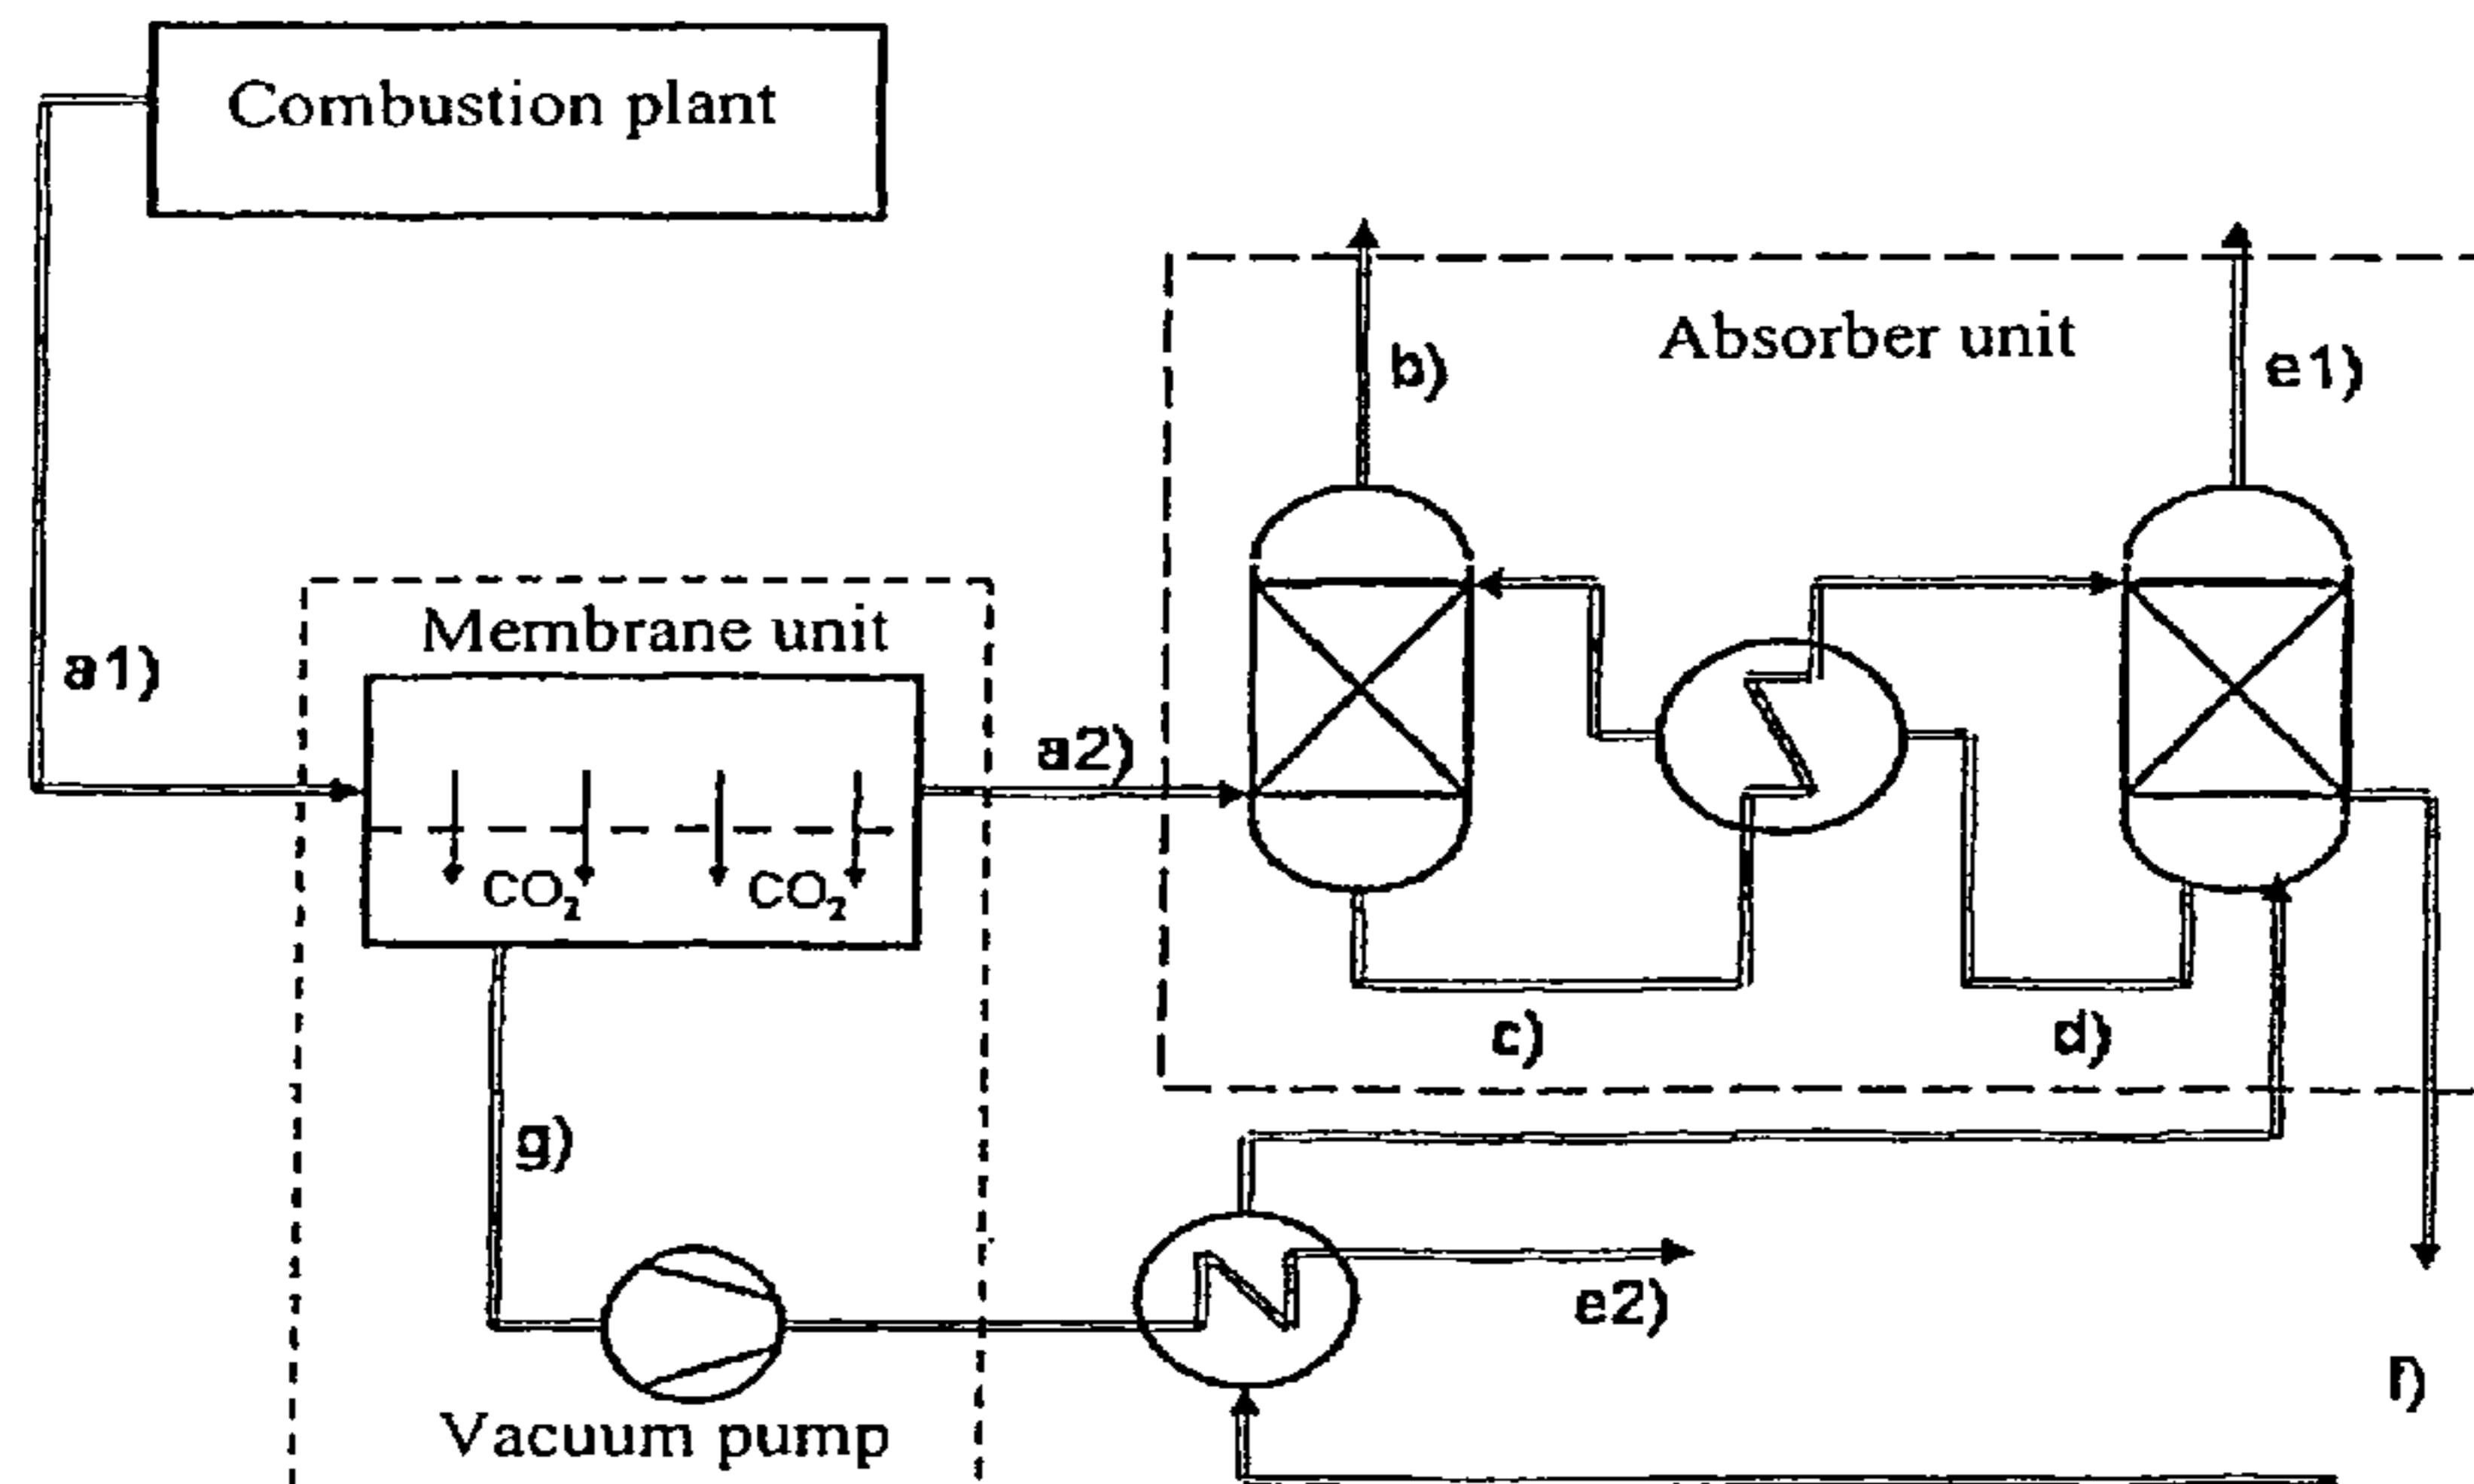 Combustion plant
b)
Absorber unit
e1)
Membrane unit
a1)
a2)
CO₂
CO₂
c)
d)
g)
e2)
Vacuum pump